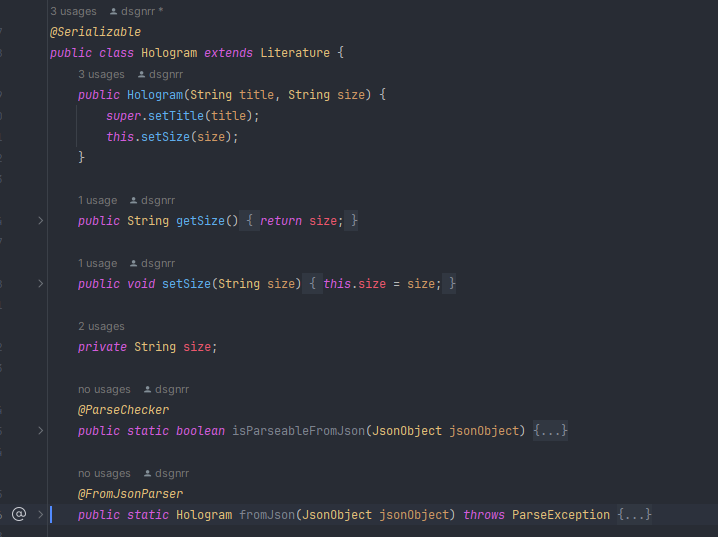 3 usages dsgnrr *
@Serializable
public class Hologram extends Literature {
3 usages dsgnrr
public Hologram(String title, String size) {
super.setTitle(title);
this.setSize(size);
}
1 usage dsgnrr
public String getSize() { return size; }
1 usage dsgnrr
public void setSize(String size) { this.size = size; }
2 usages
private String size;
no usages dsgnrr
@ParseChecker
public static boolean isParseableFromJson(JsonObject jsonObject) {...}
no usages dsgnrr
@FromJsonParser
public static Hologram fromJson(JsonObject jsonObject) throws ParseException {...}